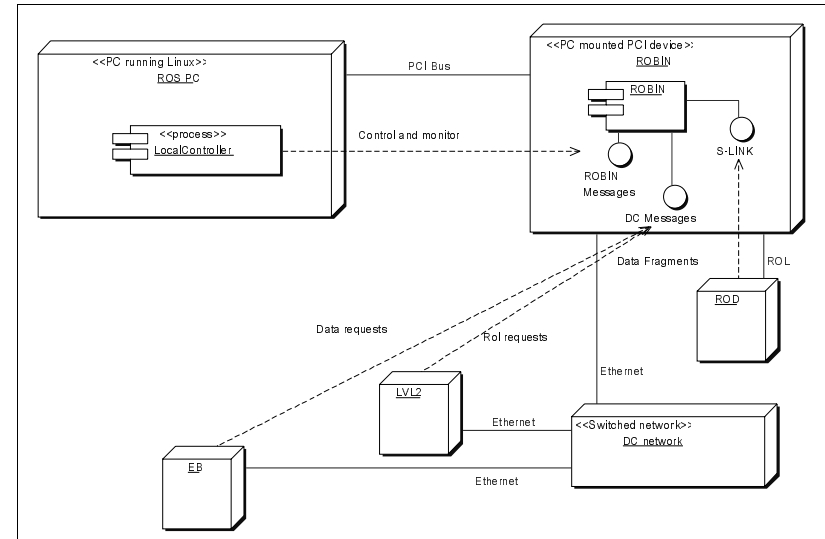 <<PC running Linux>>
ROS PC
<<process>>
LocalController
PCI Bus
Control and monitor
<<PC mounted PCI device>>
ROBIN
ROBIN
S-LINK
ROBIN
Messages
DC Messages
Data Fragments
ROL
ROD
Data requests
RoI requests
Ethernet
LVL2
Ethernet
<<Switched network>>
DC network
EB
Ethernet